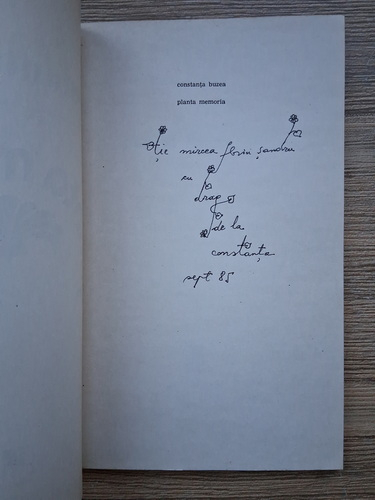 constanța buzea
planta memoria
Ție mircea florin șandru
cu
drag
de la
constanța
sept 85